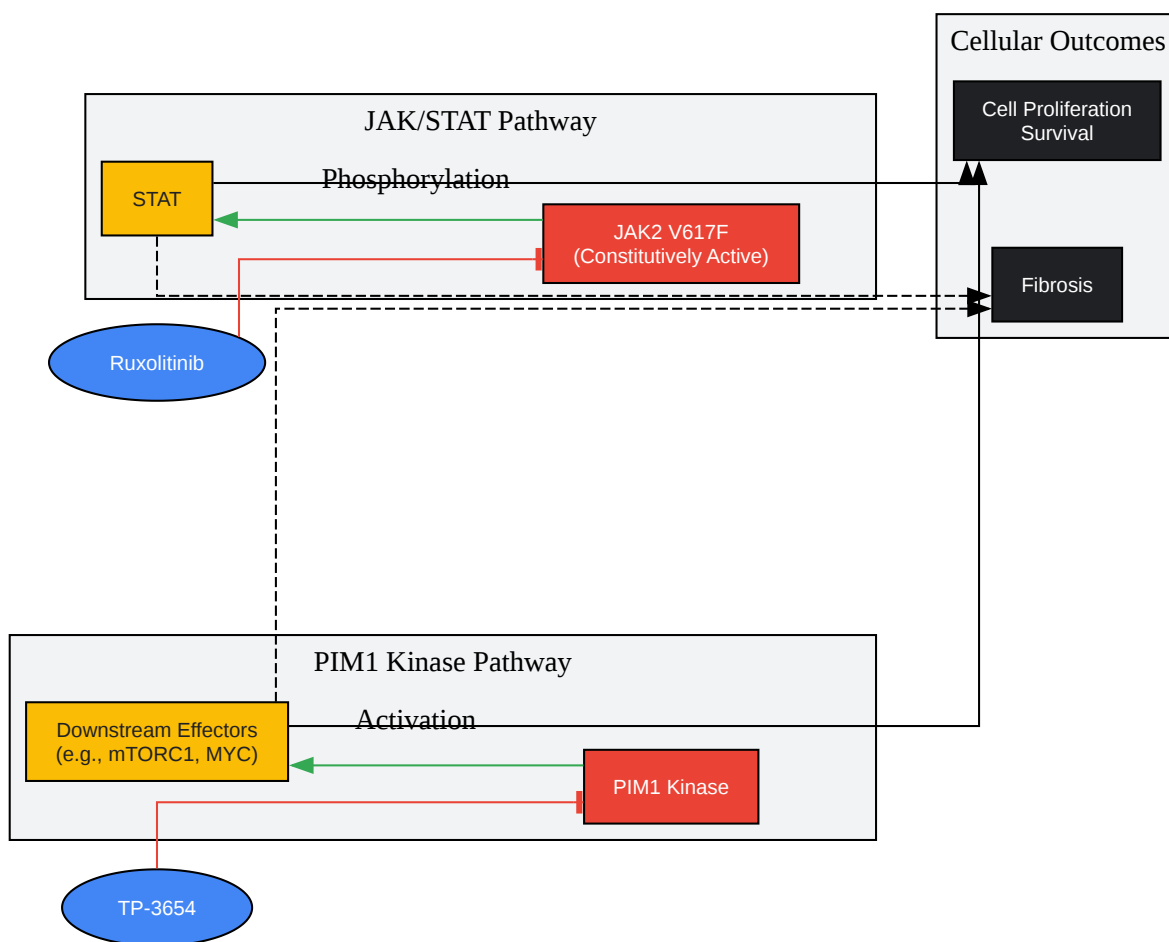 Cellular Outcomes
Cell Proliferation
Survival
JAK/STAT Pathway
Phosphorylation
STAT
JAK2 V617F
(Constitutively Active)
Fibrosis
Ruxolitinib
PIM1 Kinase Pathway
Activation
Downstream Effectors
(e.g., mTORC1, MYC)
PIM1 Kinase
TP-3654